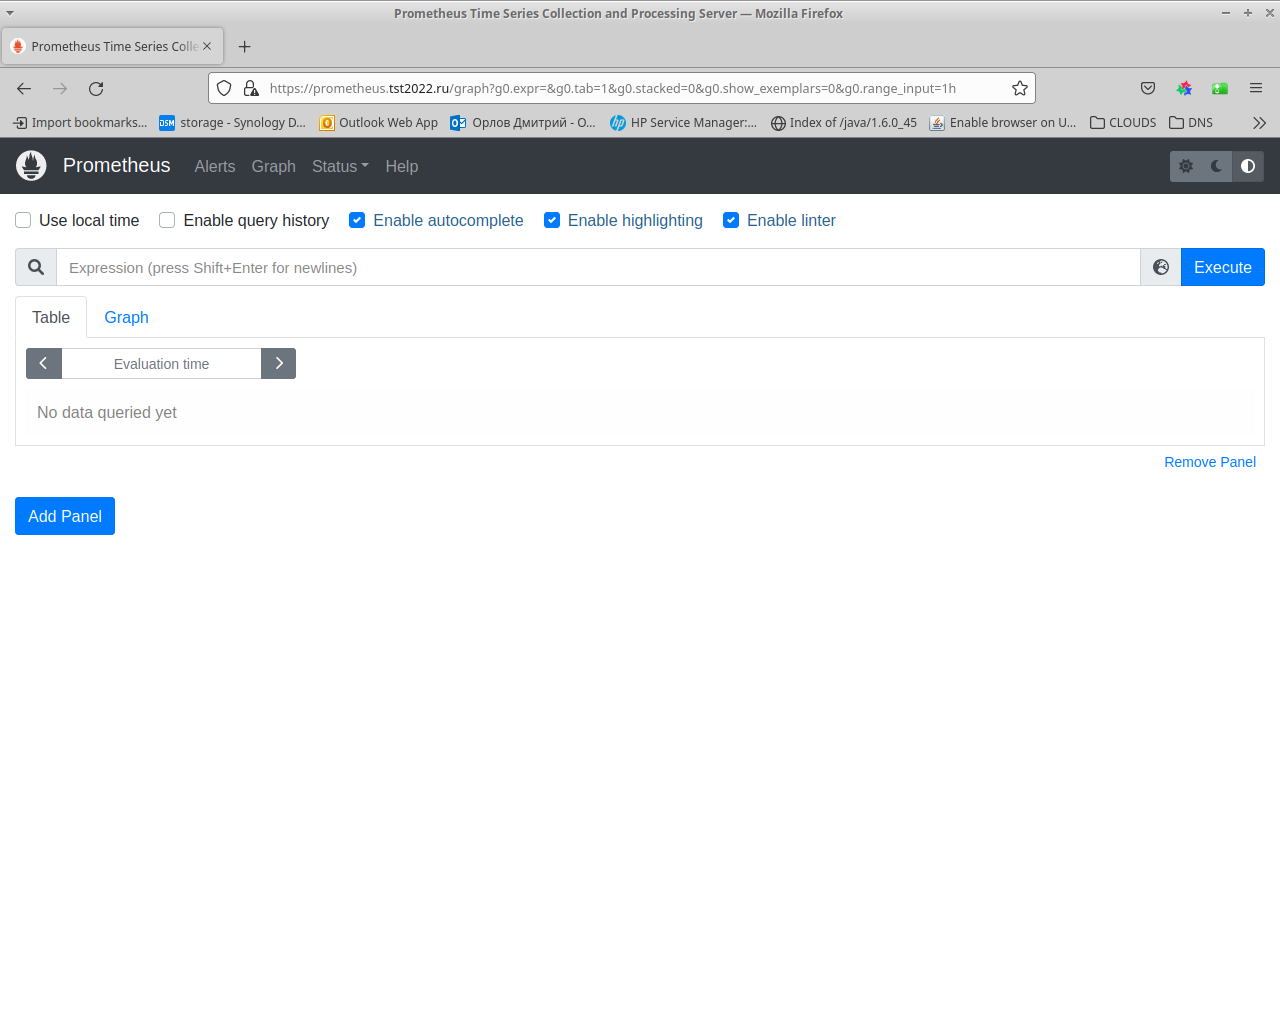 Prometheus Time Series Collection and Processing Server — Mozilla Firefox
Prometheus Time Series Colle
https://prometheus.tst2022.ru/graph?g0.expr=&g0.tab=1&g0.stacked=0&g0.show_exemplars=0&g0.range_input=1h
Import bookmarks... DSM storage - Synology D... Outlook Web App Орлов Дмитрий - О... HP Service Manager:... Index of /java/1.6.0_45 Enable browser on U... CLOUDS DNS
Prometheus Alerts Graph Status Help
Use local time Enable query history Enable autocomplete Enable highlighting Enable linter
Expression (press Shift+Enter for newlines) Execute
Table Graph
Evaluation time
No data queried yet
Remove Panel
Add Panel